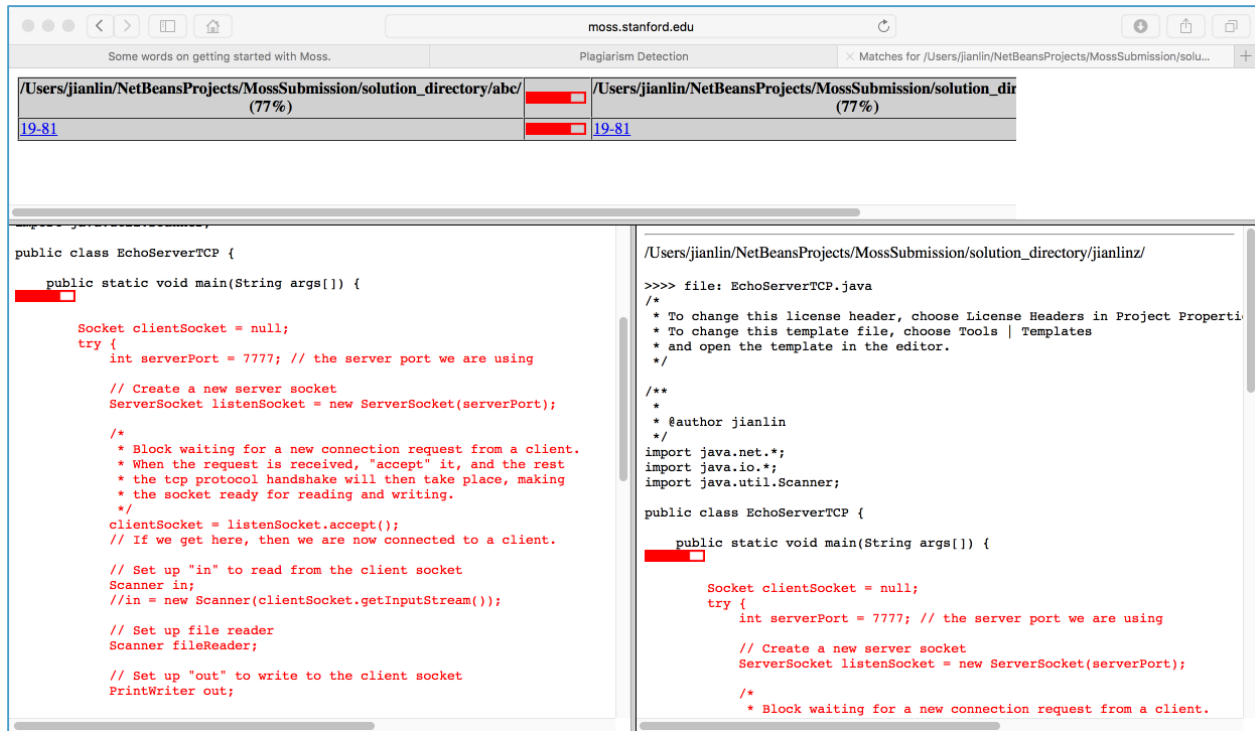 moss.stanford.edu
Some words on getting started with Moss.
Plagiarism Detection
Matches for /Users/jianlin/NetBeansProjects/MossSubmission/solu...
/Users/jianlin/NetBeansProjects/MossSubmission/solution_directory/abc/
(77%)
/Users/jianlin/NetBeansProjects/MossSubmission/solution_dir
(77%)
19-81
19-81
public class EchoServerTCP {
public static void main(String args[]) {
Socket clientSocket = null;
try {
int serverPort = 7777; // the server port we are using
// Create a new server socket
ServerSocket listenSocket = new ServerSocket(serverPort);
/*
* Block waiting for a new connection request from a client.
* When the request is received, "accept" it, and the rest
* the tcp protocol handshake will then take place, making
* the socket ready for reading and writing.
*/
clientSocket = listenSocket.accept();
// If we get here, then we are now connected to a client.
// Set up "in" to read from the client socket
Scanner in;
//in = new Scanner(clientSocket.getInputStream());
// Set up file reader
Scanner fileReader;
// Set up "out" to write to the client socket
PrintWriter out;
/Users/jianlin/NetBeansProjects/MossSubmission/solution_directory/jianlinz/
>>>> file: EchoServerTCP.java
/*
* To change this license header, choose License Headers in Project Properti
* To change this template file, choose Tools | Templates
* and open the template in the editor.
*/
/**
*
* @author jianlin
*/
import java.net.*;
import java.io.*;
import java.util.Scanner;
public class EchoServerTCP {
public static void main(String args[]) {
Socket clientSocket = null;
try {
int serverPort = 7777; // the server port we are using
// Create a new server socket
ServerSocket listenSocket = new ServerSocket(serverPort);
/*
* Block waiting for a new connection request from a client.